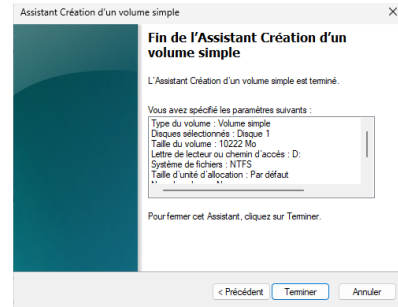 Assistant Création d'un volume simple
Fin de l'Assistant Création d'un
volume simple
L'Assistant Création d'un volume simple est terminé.
Vous avez spécifié les paramètres suivants :
Type du volume : Volume simple
Disques sélectionnés : Disque 1
Taille du volume : 10222 Mo
Lettre de lecteur ou chemin d'accès : D:
Système de fichiers : NTFS
Taille d'unité d'allocation : Par défaut
Pour fermer cet Assistant, cliquez sur Terminer.
< Précédent Terminer Annuler